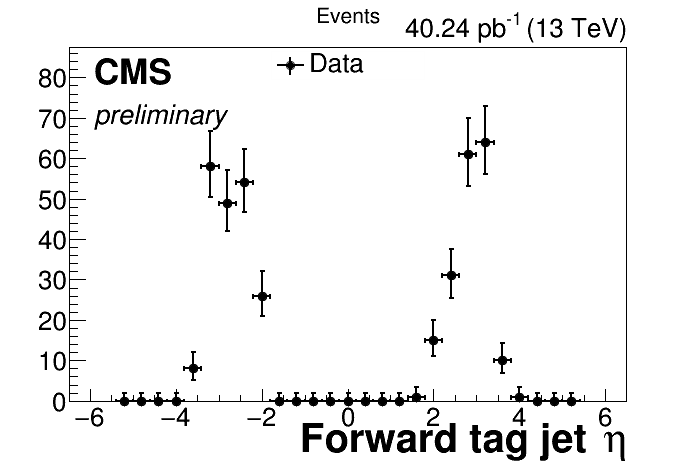 Events
40.24 pb-1 (13 TeV)
CMS
Data
preliminary
80
70
60
50
40
30
20
10
0
−6 −4 −2 0 2 4 6
Forward tag jet η